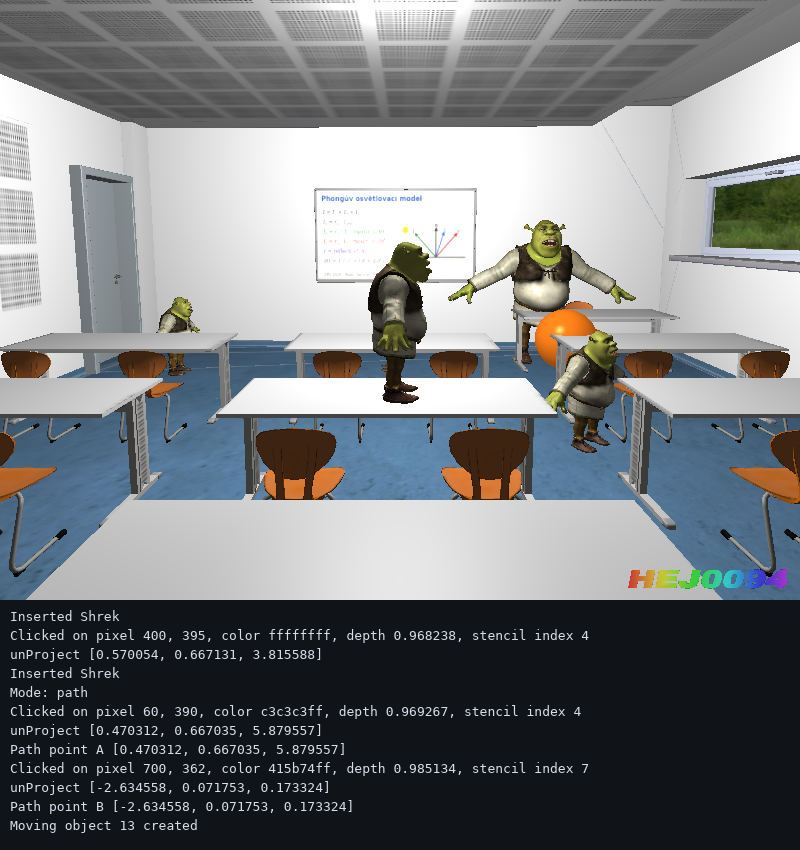 Phongův osvětlovací model
HEJ0094
Inserted Shrek
Clicked on pixel 400, 395, color ffffffff, depth 0.968238, stencil index 4
unProject [0.570054, 0.667131, 3.815588]
Inserted Shrek
Mode: path
Clicked on pixel 60, 390, color c3c3c3ff, depth 0.969267, stencil index 4
unProject [0.470312, 0.667035, 5.879557]
Path point A [0.470312, 0.667035, 5.879557]
Clicked on pixel 700, 362, color 415b74ff, depth 0.985134, stencil index 7
unProject [-2.634558, 0.071753, 0.173324]
Path point B [-2.634558, 0.071753, 0.173324]
Moving object 13 created